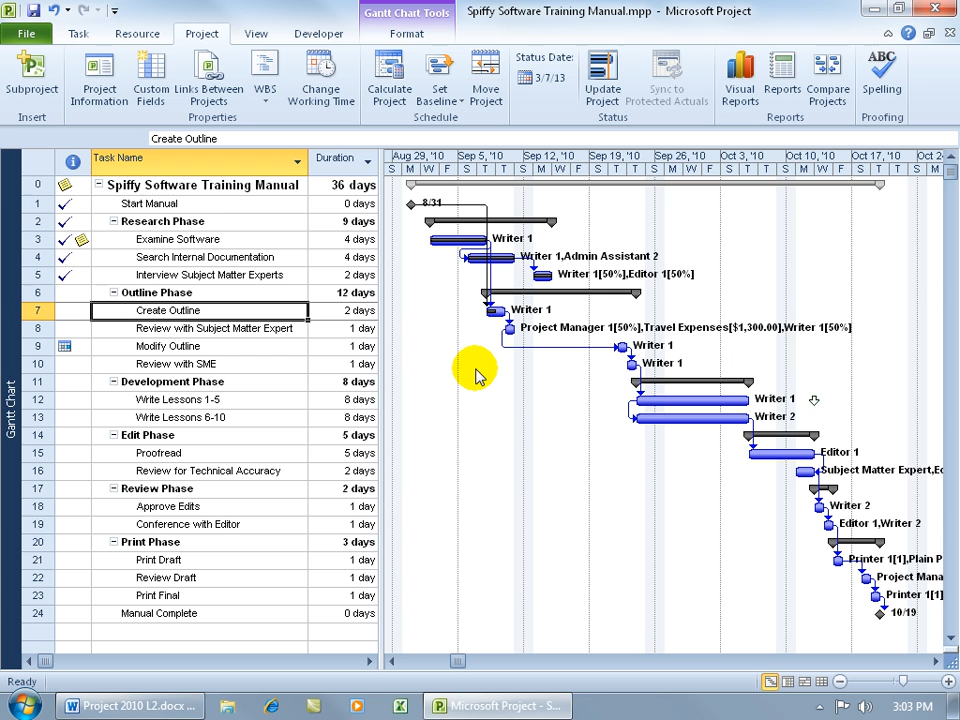 Gantt Chart Tools
Spiffy Software Training Manual.mpp - Microsoft Project
File Task Resource Project View Developer Format
Subproject
Project Information
Custom Fields
Links Between Projects
WBS
Change Working Time
Calculate Project
Set Baseline
Move Project
Status Date:
3/7/13
Update Project
Sync to Protected Actuals
Visual Reports
Reports
Compare Projects
ABC
Spelling
Insert Properties Schedule Status Reports Proofing
Create Outline
Task Name Duration
Aug 29, '10 Sep 5, '10 Sep 12, '10 Sep 19, '10 Sep 26, '10 Oct 3, '10 Oct 10, '10 Oct 17, '10 Oct 2
S M W F S T T S M W F S T T S M W F S T T S M W F S T T S
0 Spiffy Software Training Manual 36 days
1 Start Manual 0 days 8/31
2 Research Phase 9 days
3 Examine Software 4 days Writer 1
4 Search Internal Documentation 4 days Writer 1,Admin Assistant 2
5 Interview Subject Matter Experts 2 days Writer 1[50%],Editor 1[50%]
6 Outline Phase 12 days
7 Create Outline 2 days Writer 1
8 Review with Subject Matter Expert 1 day Project Manager 1[50%],Travel Expenses[$1,300.00],Writer 1[50%]
9 Modify Outline 1 day Writer 1
10 Review with SME 1 day Writer 1
11 Development Phase 8 days
12 Write Lessons 1-5 8 days Writer 1
13 Write Lessons 6-10 8 days Writer 2
14 Edit Phase 5 days
15 Proofread 5 days Editor 1
16 Review for Technical Accuracy 2 days Subject Matter Expert,Ec
17 Review Phase 2 days
18 Approve Edits 1 day Writer 2
19 Conference with Editor 1 day Editor 1,Writer 2
20 Print Phase 3 days
21 Print Draft 1 day Printer 1[1],Plain P
22 Review Draft 1 day Project Mana
23 Print Final 1 day Printer 1[1]
24 Manual Complete 0 days 10/19
Gantt Chart
Ready
Project 2010 L2.docx ...
Microsoft Project - S...
3:03 PM